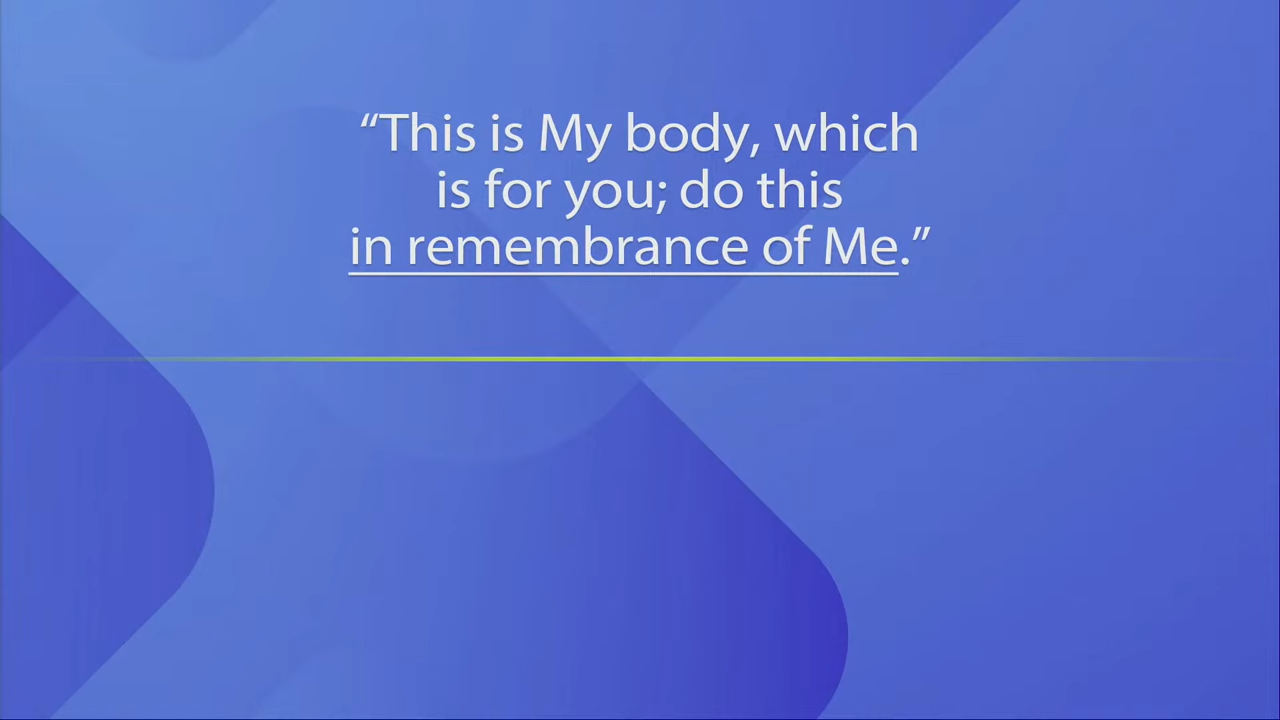 “This is My body, which
is for you; do this
in remembrance of Me.”